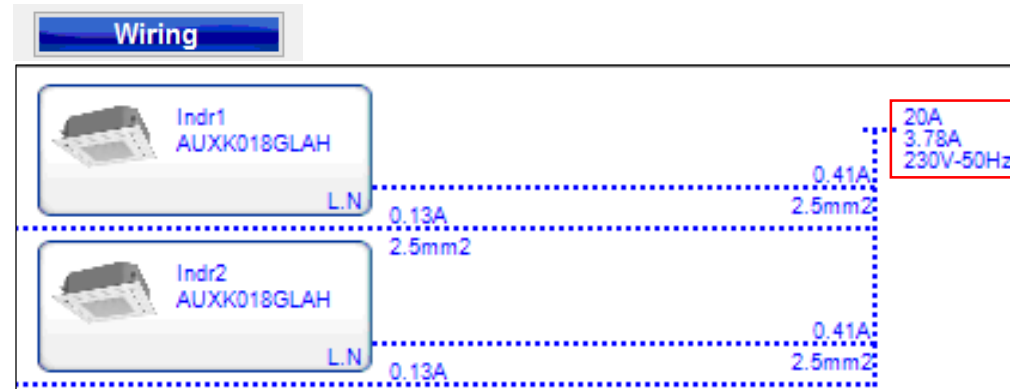 Wiring
Indr1
AUXK018GLAH
L.N
0.41A
2.5mm2
20A
3.78A
230V-50Hz
0.13A
2.5mm2
Indr2
AUXK018GLAH
L.N
0.41A
2.5mm2
0.13A